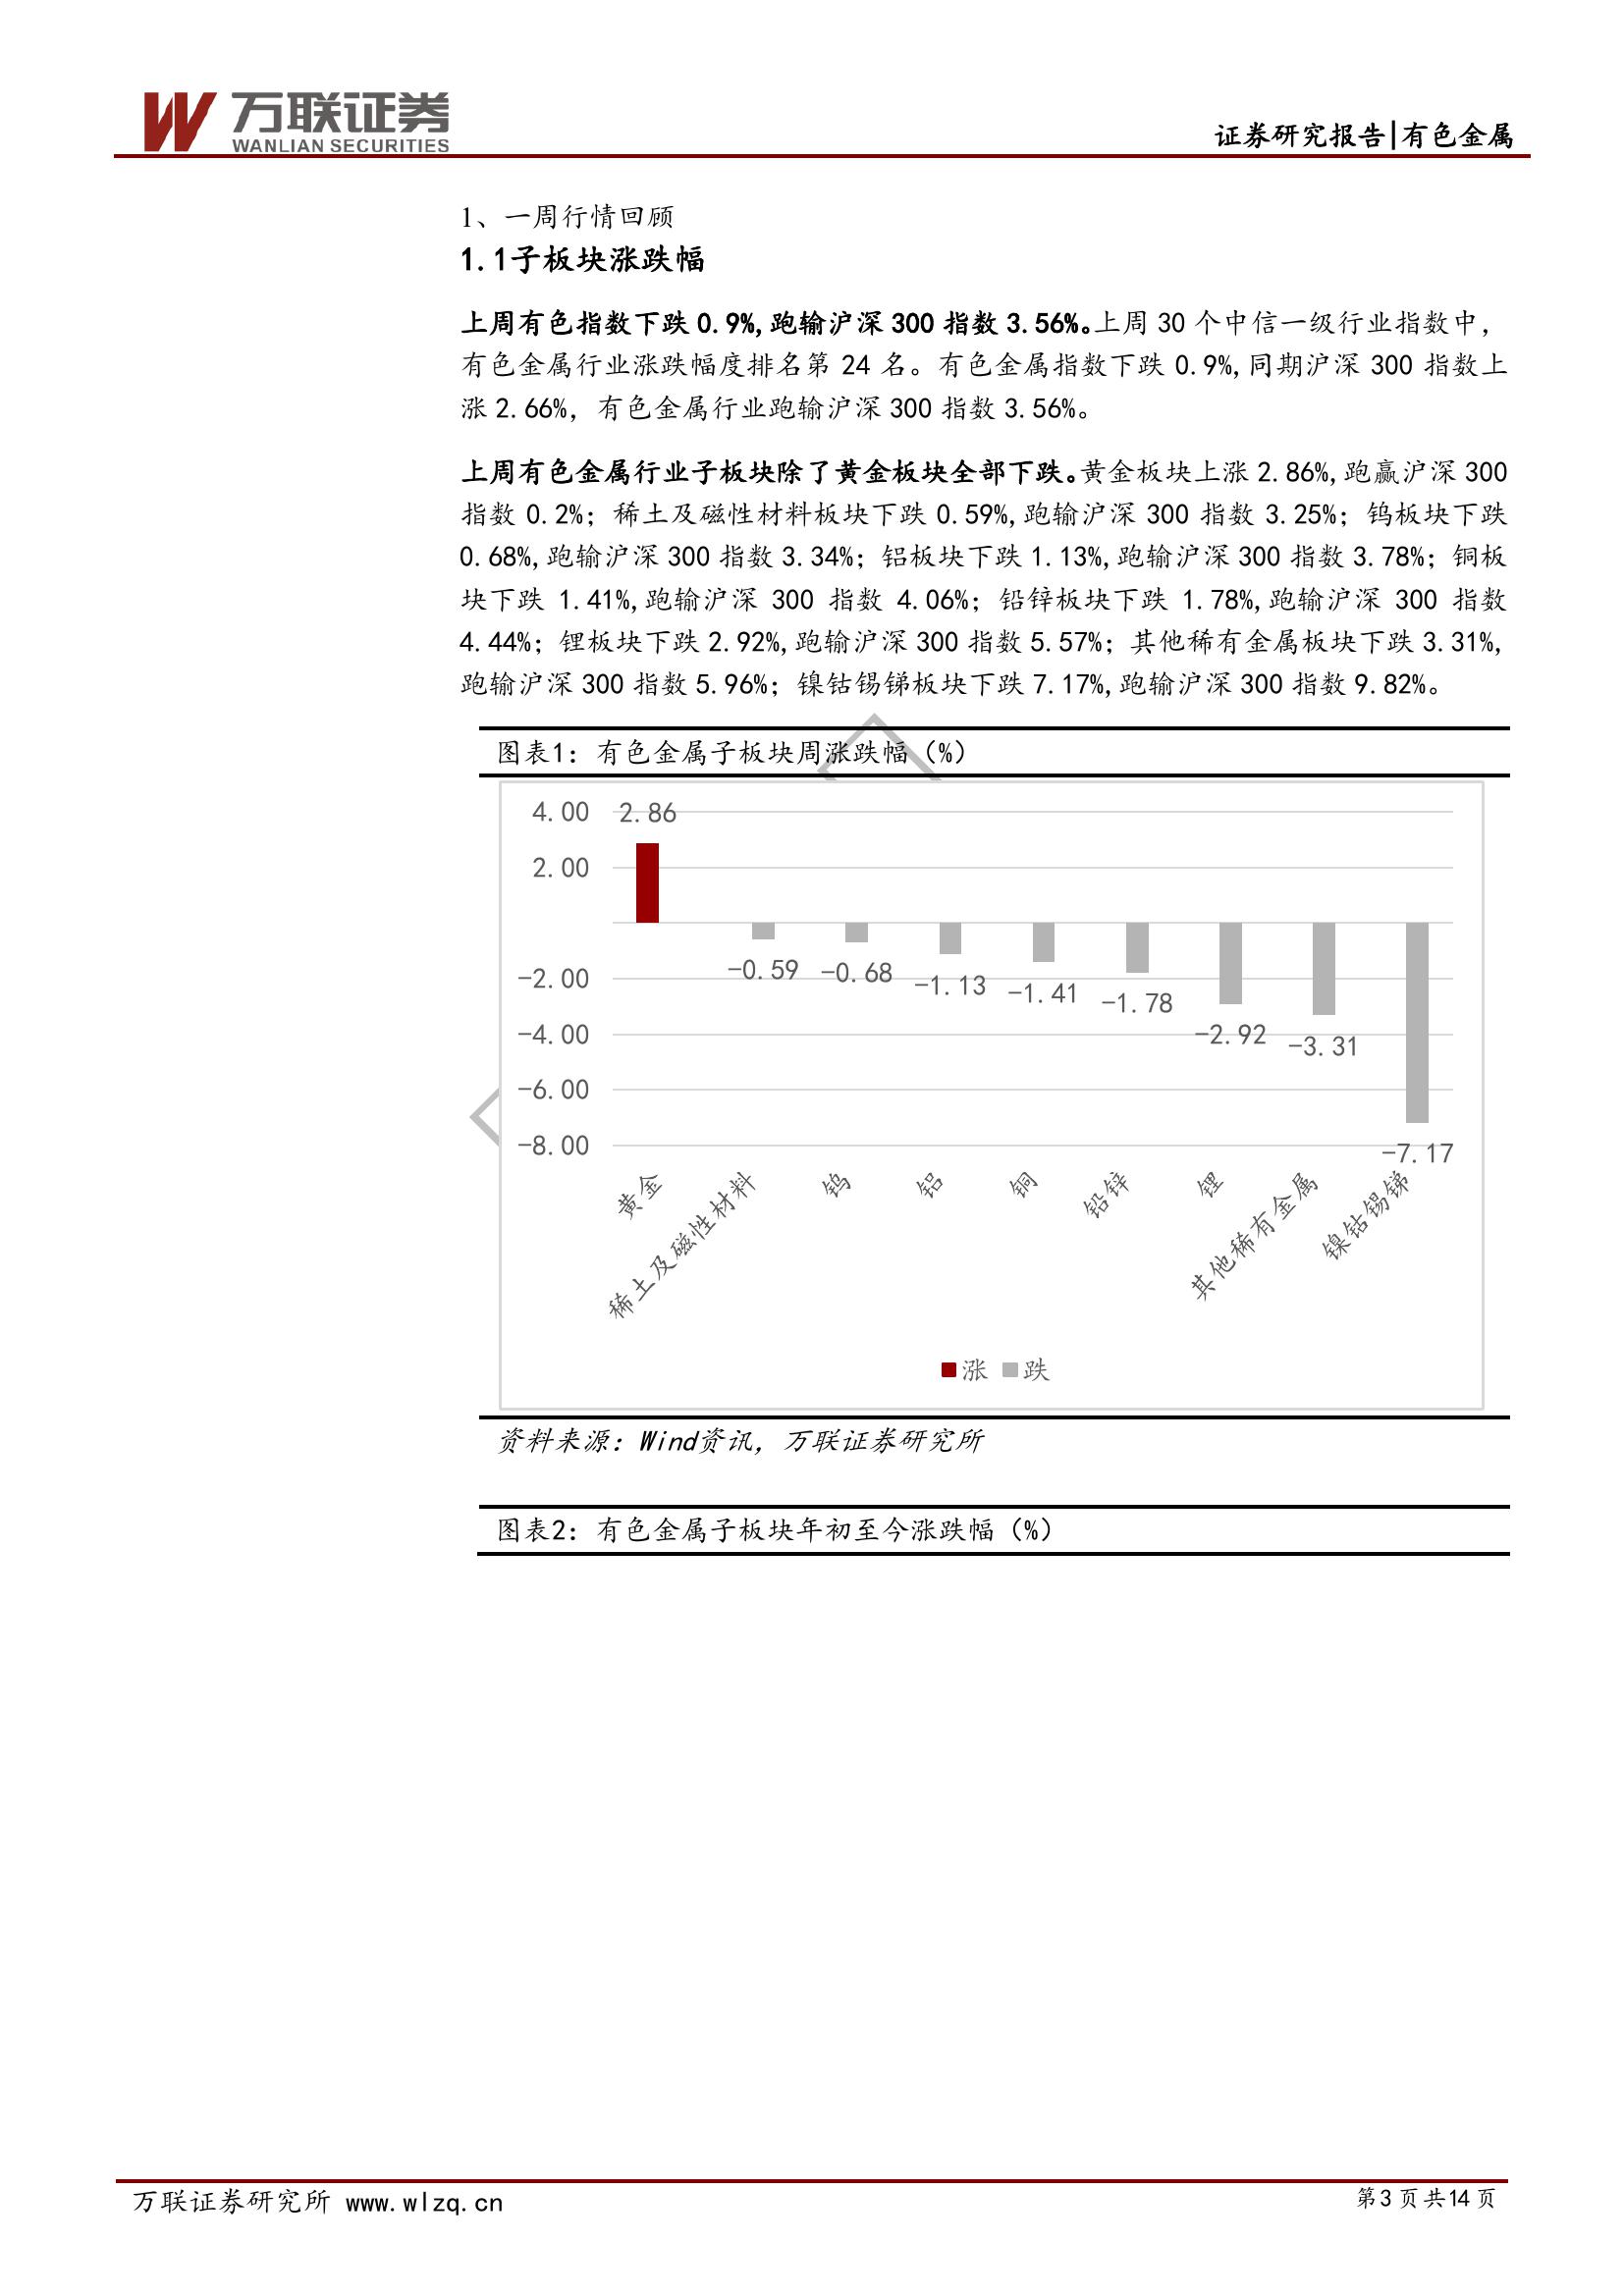 万联证券
WANLIAN SECURITIES
证券研究报告|有色金属
1、一周行情回顾
1.1子板块涨跌幅
上周有色指数下跌 0.9%,跑输沪深 300 指数 3.56%。上周 30 个中信一级行业指数中，
有色金属行业涨跌幅度排名第 24 名。有色金属指数下跌 0.9%,同期沪深 300 指数上
涨 2.66%，有色金属行业跑输沪深 300 指数 3.56%。
上周有色金属行业子板块除了黄金板块全部下跌。黄金板块上涨 2.86%,跑赢沪深 300
指数 0.2%；稀土及磁性材料板块下跌 0.59%,跑输沪深 300 指数 3.25%；钨板块下跌
0.68%,跑输沪深 300 指数 3.34%；铝板块下跌 1.13%,跑输沪深 300 指数 3.78%；铜板
块下跌 1.41%,跑输沪深 300 指数 4.06%；铅锌板块下跌 1.78%,跑输沪深 300 指数
4.44%；锂板块下跌 2.92%,跑输沪深 300 指数 5.57%；其他稀有金属板块下跌 3.31%,
跑输沪深 300 指数 5.96%；镍钴锡锑板块下跌 7.17%,跑输沪深 300 指数 9.82%。
图表1：有色金属子板块周涨跌幅（%）
4.00
2.00
-2.00
-4.00
-6.00
-8.00
2.86
-0.59
-0.68
-1.13
-1.41
-1.78
-2.92
-3.31
-7.17
黄金
稀土及磁性材料
钨
铝
铜
铅锌
锂
其他稀有金属
镍钴锡锑
涨 跌
资料来源：Wind资讯，万联证券研究所
图表2：有色金属子板块年初至今涨跌幅（%）
万联证券研究所 www.wlzq.cn
第 3 页 共 14 页